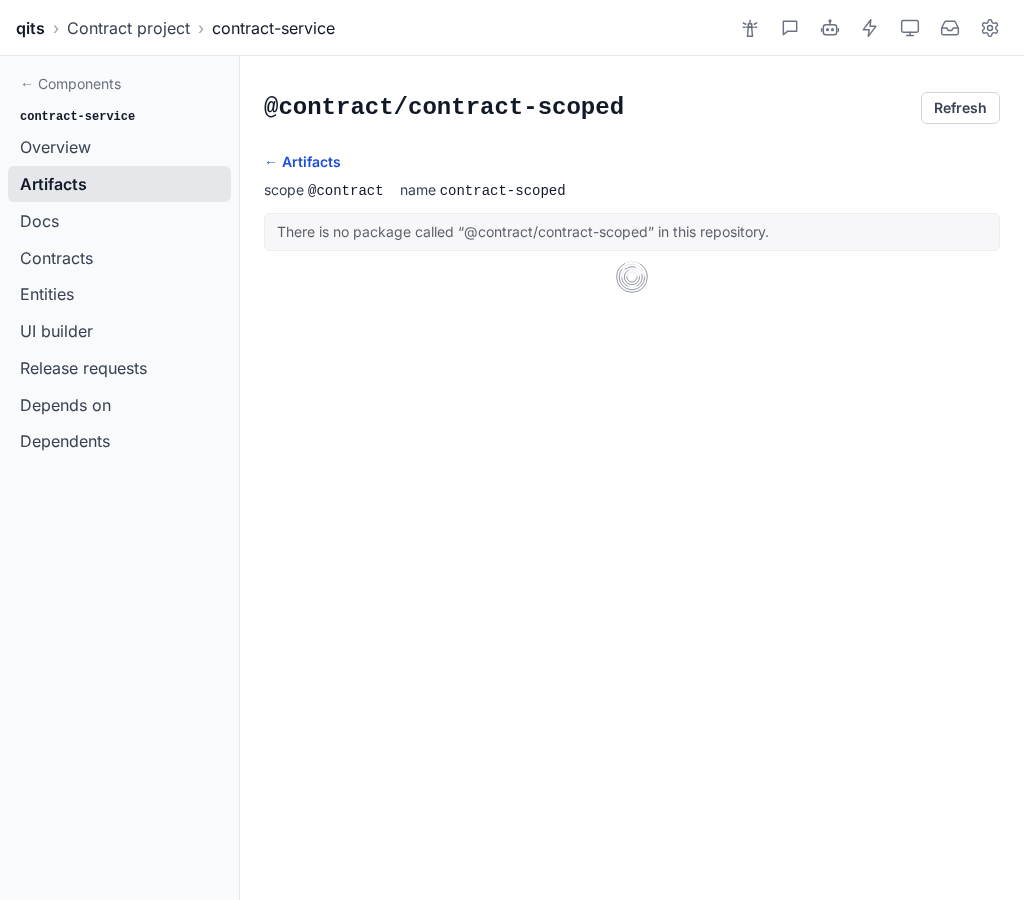 qits › Contract project › contract-service
← Components
contract-service
Overview
Artifacts
Docs
Contracts
Entities
UI builder
Release requests
Depends on
Dependents
@contract/contract-scoped
Refresh
← Artifacts
scope @contract name contract-scoped
There is no package called “@contract/contract-scoped” in this repository.